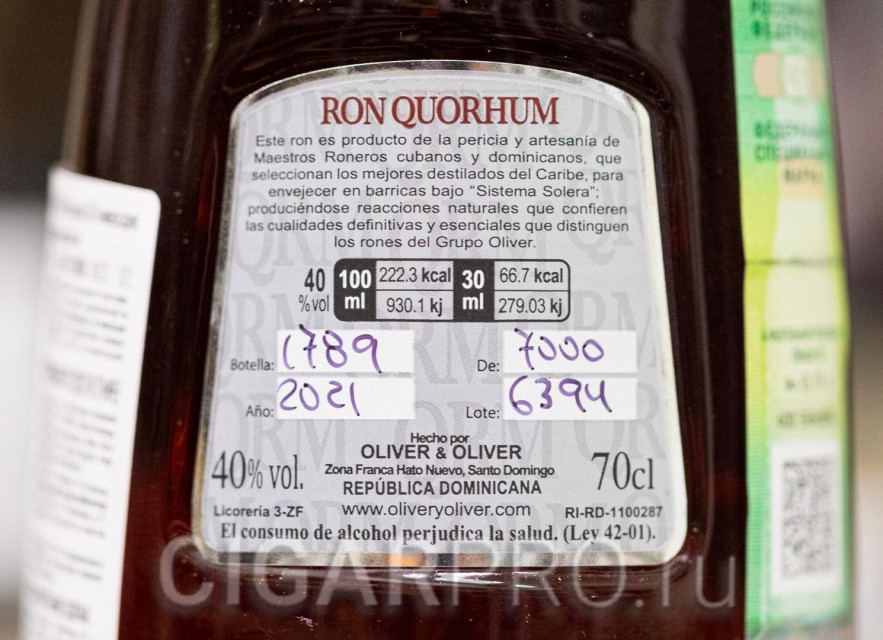 RON QUORHUM
Este ron es producto de la pericia y artesanía de
Maestros Roneros cubanos y dominicanos, que
seleccionan los mejores destilados del Caribe, para
envejecer en barricas bajo “Sistema Solera”;
produciéndose reacciones naturales que confieren
las cualidades definitivas y esenciales que distinguen
los rones del Grupo Oliver.
40 %vol
100 ml 222.3 kcal 930.1 kj
30 ml 66.7 kcal 279.03 kj
Botella: 1789 De: 7000
Año: 2021 Lote: 6394
Hecho por
OLIVER & OLIVER
Zona Franca Hato Nuevo, Santo Domingo
REPÚBLICA DOMINICANA
40% vol. 70cl
Licorería 3-ZF www.oliveryoliver.com RI-RD-1100287
El consumo de alcohol perjudica la salud. (Ley 42-01).
CIGARPRO.ru